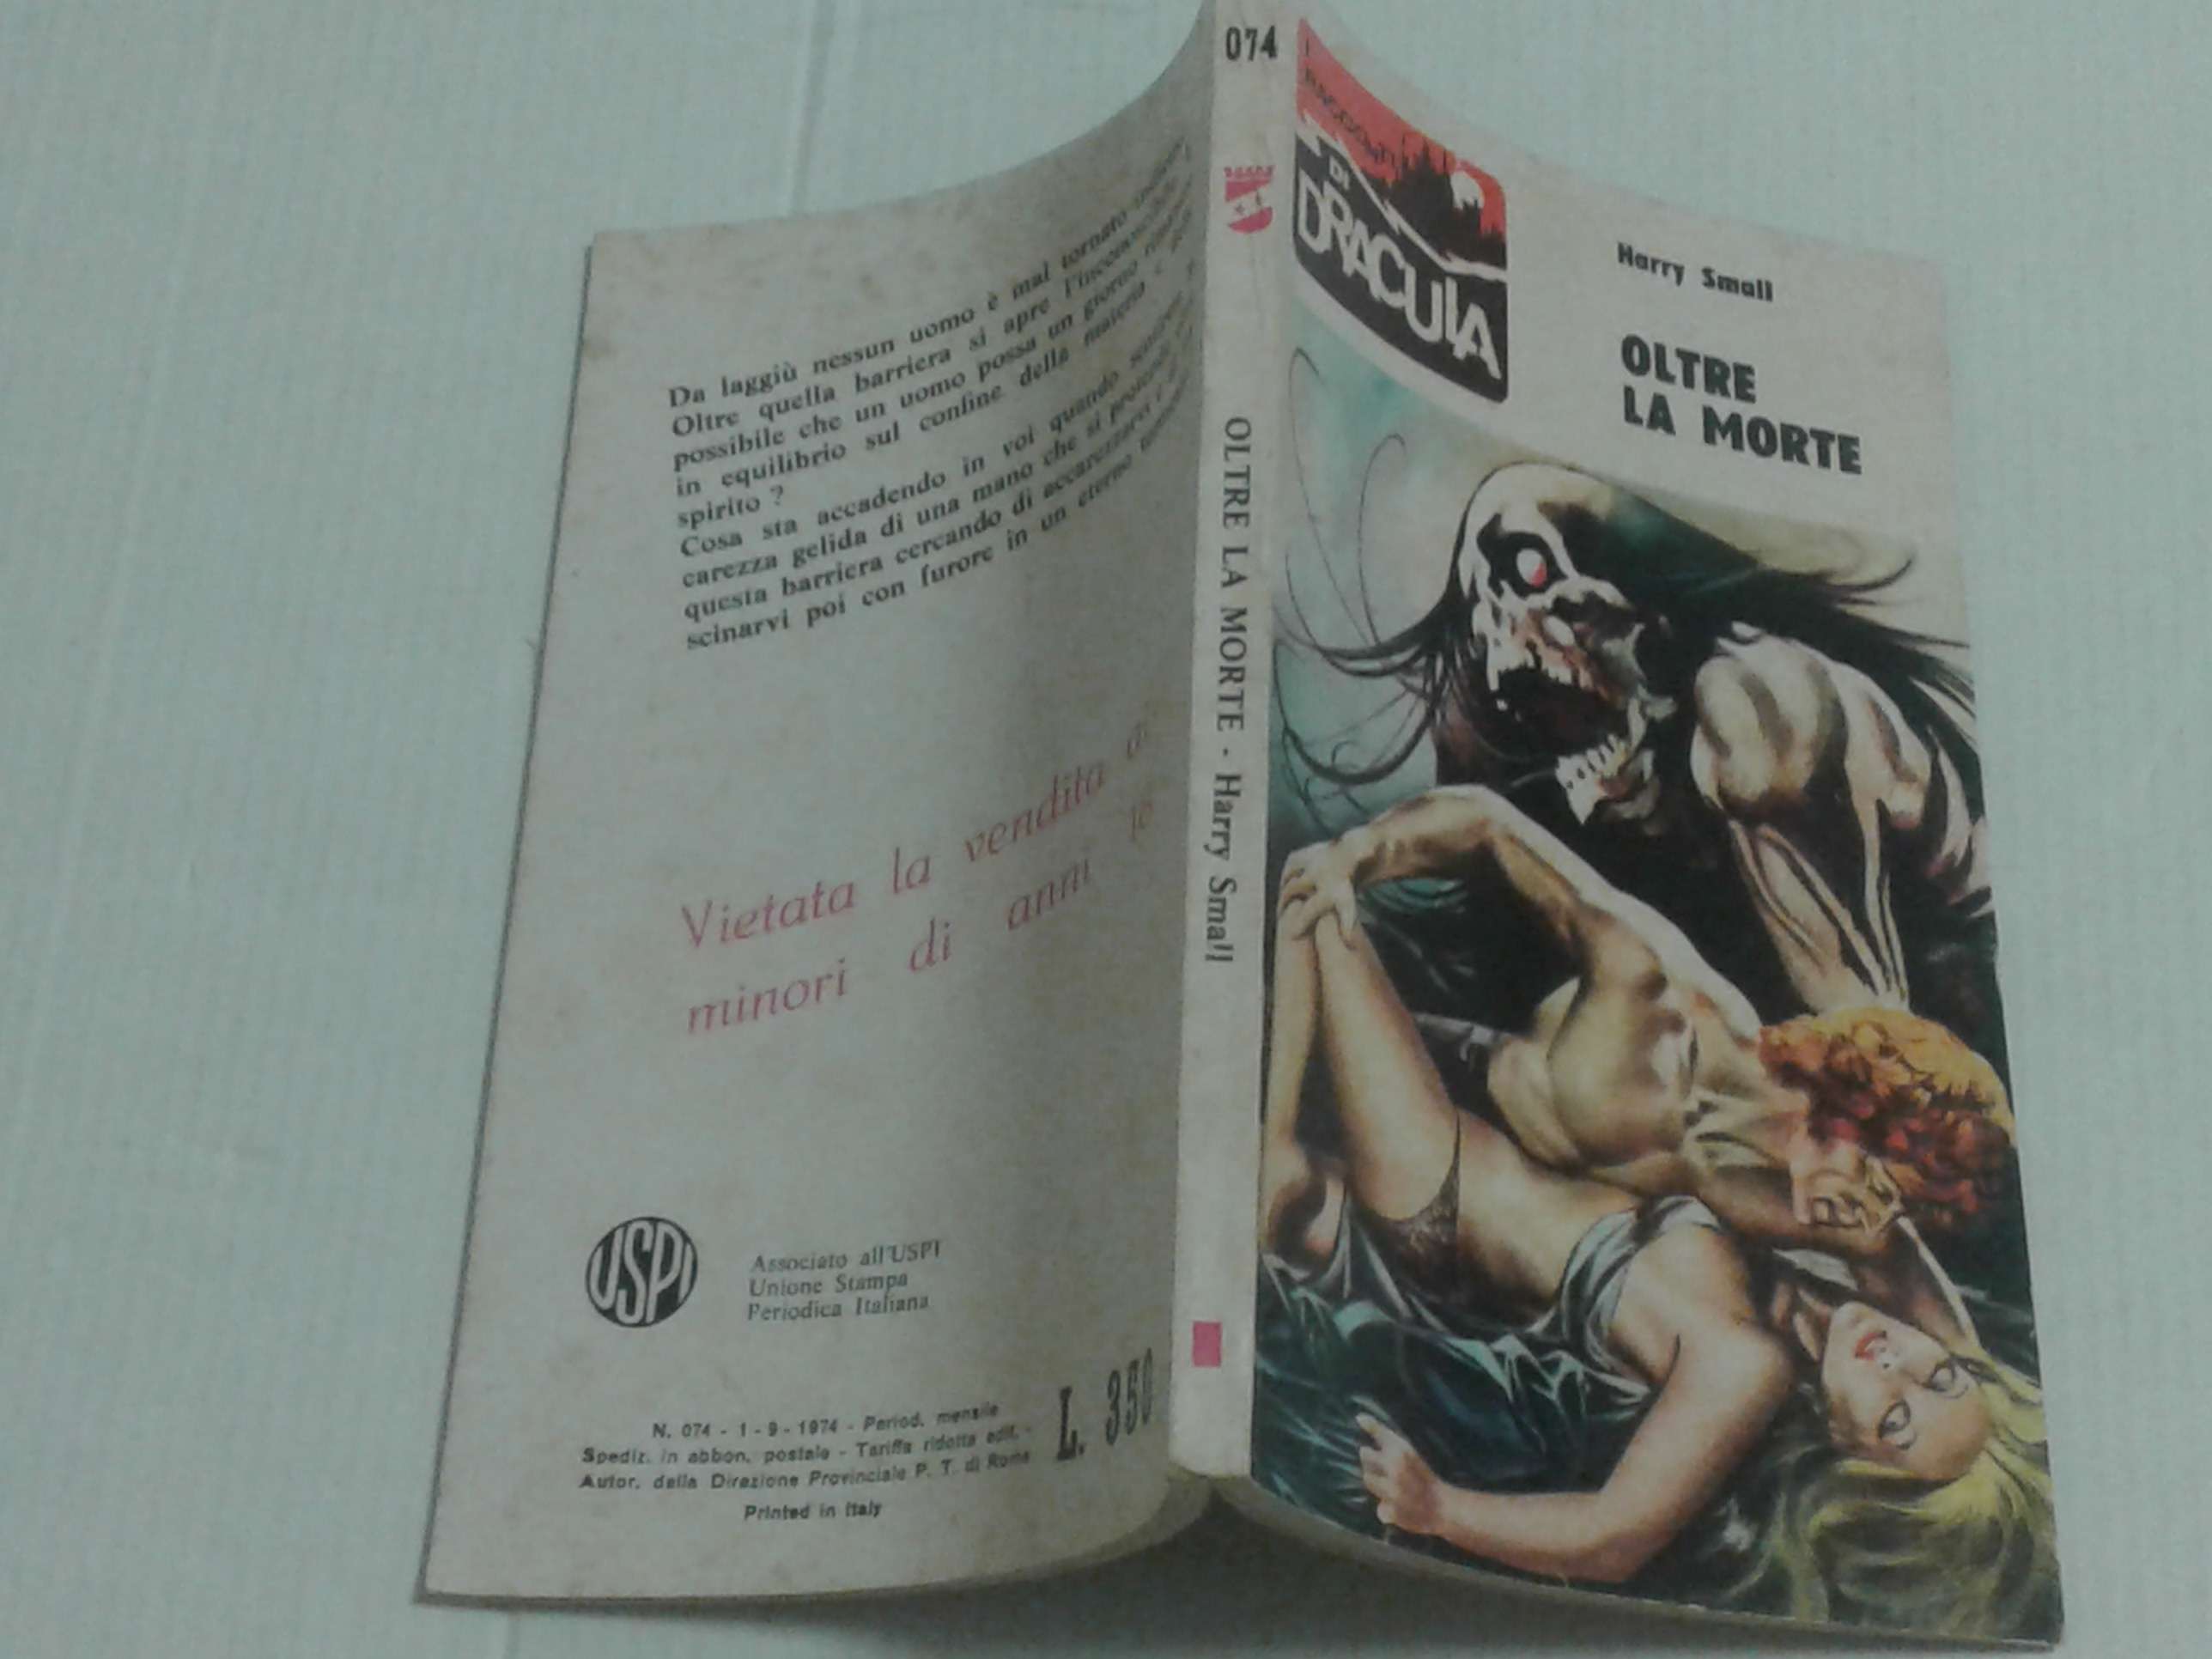 Da laggiù nessun uomo è mai tornato
Oltre quella barriera si apre
possibile che un uomo possa un giorno
in equilibrio sul confine della materia e
spirito ?
Cosa sta accadendo in voi quando
carezza gelida di una mano che si
questa barriera cercando di accarezzarvi e
scinarvi poi con furore in un eterno
Vietata la vendita ai
minori di anni
USPI
Associato all'USPI
Unione Stampa
Periodica Italiana
N. 074 - 1 - 9 - 1974 - Period. mensile
Spediz. in abbon. postale - Tariffa ridotta edit. -
Autor. della Direzione Provinciale P. T. di Roma
Printed in Italy
L. 350
074
OLTRE LA MORTE - Harry Small
I
RACCONTI
DI
DRACULA
Harry Small
OLTRE
LA MORTE